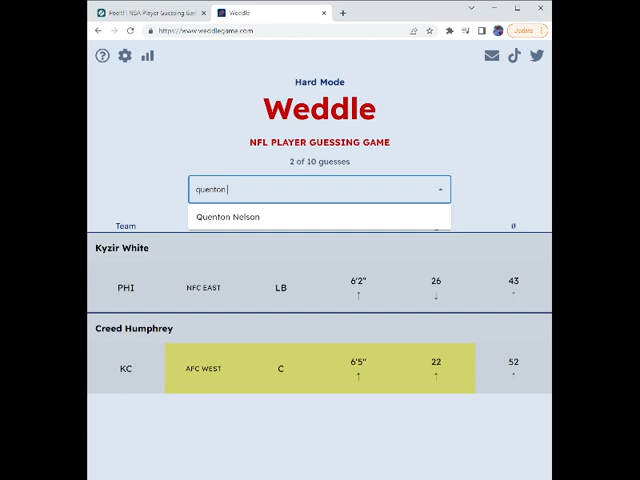 Poeltl | NBA Player Guessing Gam
Weddle
https://www.weddlegame.com
Update
Hard Mode
Weddle
NFL PLAYER GUESSING GAME
2 of 10 guesses
quenton
Quenton Nelson
Team
#
Kyzir White
PHI NFC EAST LB 6'2" 26 43
↑ ↓
Creed Humphrey
KC AFC WEST C 6'5" 22 52
↑ ↑